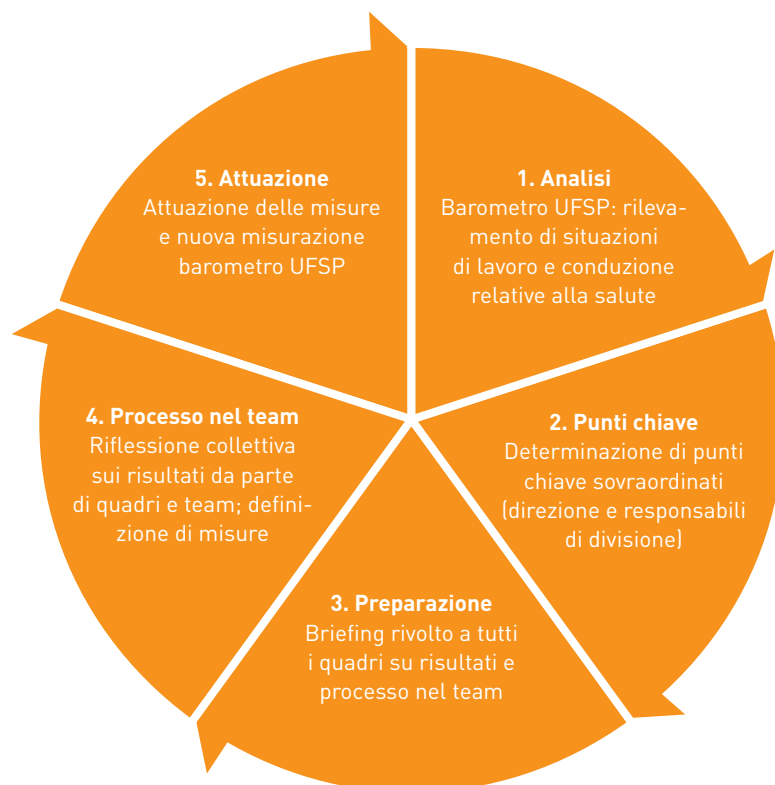 1. Analisi
Barometro UFSP: rileva-
mento di situazioni
di lavoro e conduzione
relative alla salute
2. Punti chiave
Determinazione di punti
chiave sovraordinati
(direzione e responsabili
di divisione)
3. Preparazione
Briefing rivolto a tutti
i quadri su risultati e
processo nel team
4. Processo nel team
Riflessione collettiva
sui risultati da parte
di quadri e team; defini-
zione di misure
5. Attuazione
Attuazione delle misure
e nuova misurazione
barometro UFSP